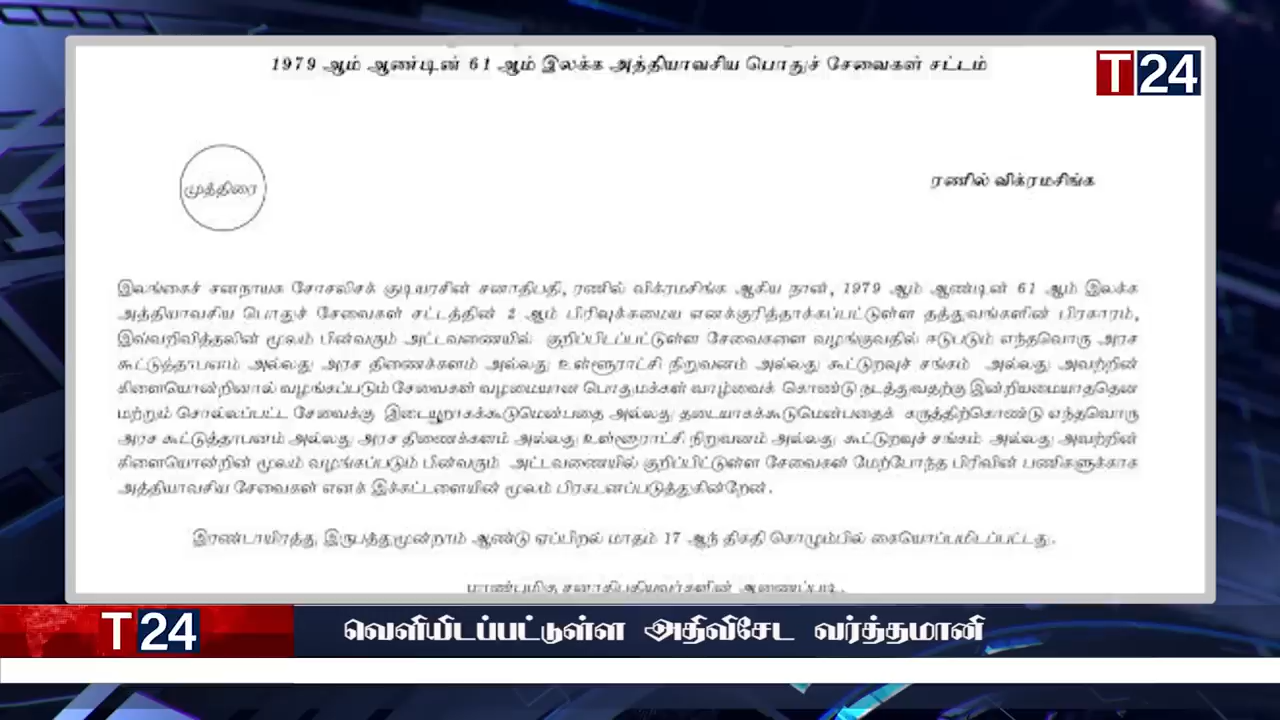 1979 ஆம் ஆண்டின் 61 ஆம் இலக்க அத்தியாவசிய பொதுச் சேவைகள் சட்டம்
T24
முத்திரை
ரணில் விக்ரமசிங்க
இலங்கைச் சனநாயக சோசலிசக் குடியரசின் சனாதிபதி, ரணில் விக்ரமசிங்க ஆகிய நான், 1979 ஆம் ஆண்டின் 61 ஆம் இலக்க
அத்தியாவசிய பொதுச் சேவைகள் சட்டத்தின் 2 ஆம் பிரிவுக்கமைய எனக்குரித்தாக்கப்பட்டுள்ள தத்துவங்களின் பிரகாரம்,
இவ்வறிவித்தலின் மூலம் பின்வரும் அட்டவணையில் குறிப்பிடப்பட்டுள்ள சேவைகளை வழங்குவதில் ஈடுபடும் எந்தவொரு அரச
கூட்டுத்தாபனம் அல்லது அரச திணைக்களம் அல்லது உள்ளூராட்சி நிறுவனம் அல்லது கூட்டுறவுச் சங்கம் அல்லது அவற்றின்
கிளையொன்றினால் வழங்கப்படும் சேவைகள் வழமையான பொதுமக்கள் வாழ்வைக் கொண்டு நடத்துவதற்கு இன்றியமையாததென
மற்றும் சொல்லப்பட்ட சேவைக்கு இடையூறாகக்கூடுமென்பதை அல்லது தடையாகக்கூடுமென்பதைக் கருத்திற்கொண்டு எந்தவொரு
அரச கூட்டுத்தாபனம் அல்லது அரச திணைக்களம் அல்லது உள்ளூராட்சி நிறுவனம் அல்லது கூட்டுறவுச் சங்கம் அல்லது அவற்றின்
கிளையொன்றின் மூலம் வழங்கப்படும் பின்வரும் அட்டவணையில் குறிப்பிட்டுள்ள சேவைகள் மேற்போந்த பிரிவின் பணிகளுக்காக
அத்தியாவசிய சேவைகள் எனக் இக்கட்டளையின் மூலம் பிரகடனப்படுத்துகின்றேன்.
இரண்டாயிரத்து இருபத்துமூன்றாம் ஆண்டு ஏப்பிறல் மாதம் 17 ஆந் திகதி கொழும்பில் கையொப்பமிடப்பட்டது.
மாண்புமிகு சனாதிபதியவர்களின் ஆணைப்படி,
T24
வெளியிடப்பட்டுள்ள அதிவிசேட வர்த்தமானி